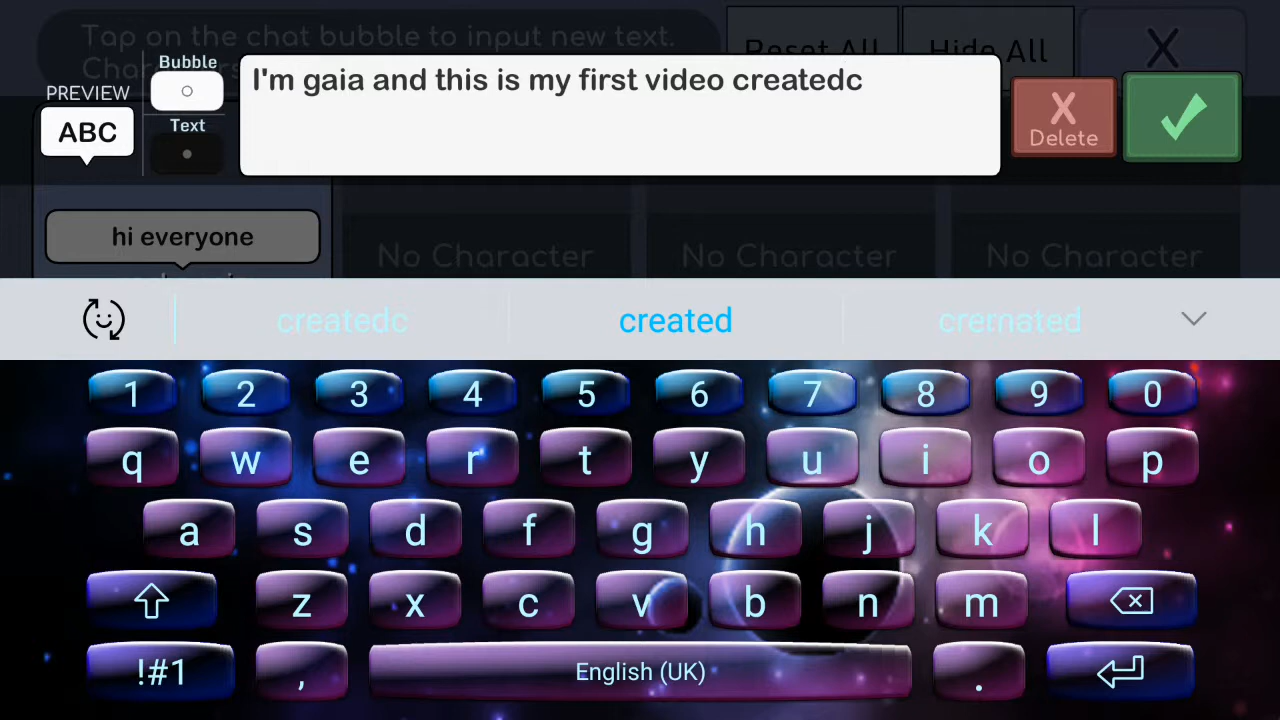 Tap on the chat bubble to input new text.
Reset All
Hide All
X
PREVIEW
ABC
Bubble
Text
I'm gaia and this is my first video createdc
X
Delete
hi everyone
No Character
No Character
No Character
createdc
created
crernated
1 2 3 4 5 6 7 8 9 0
q w e r t y u i o p
a s d f g h j k l
z x c v b n m
!#1 , English (UK) .